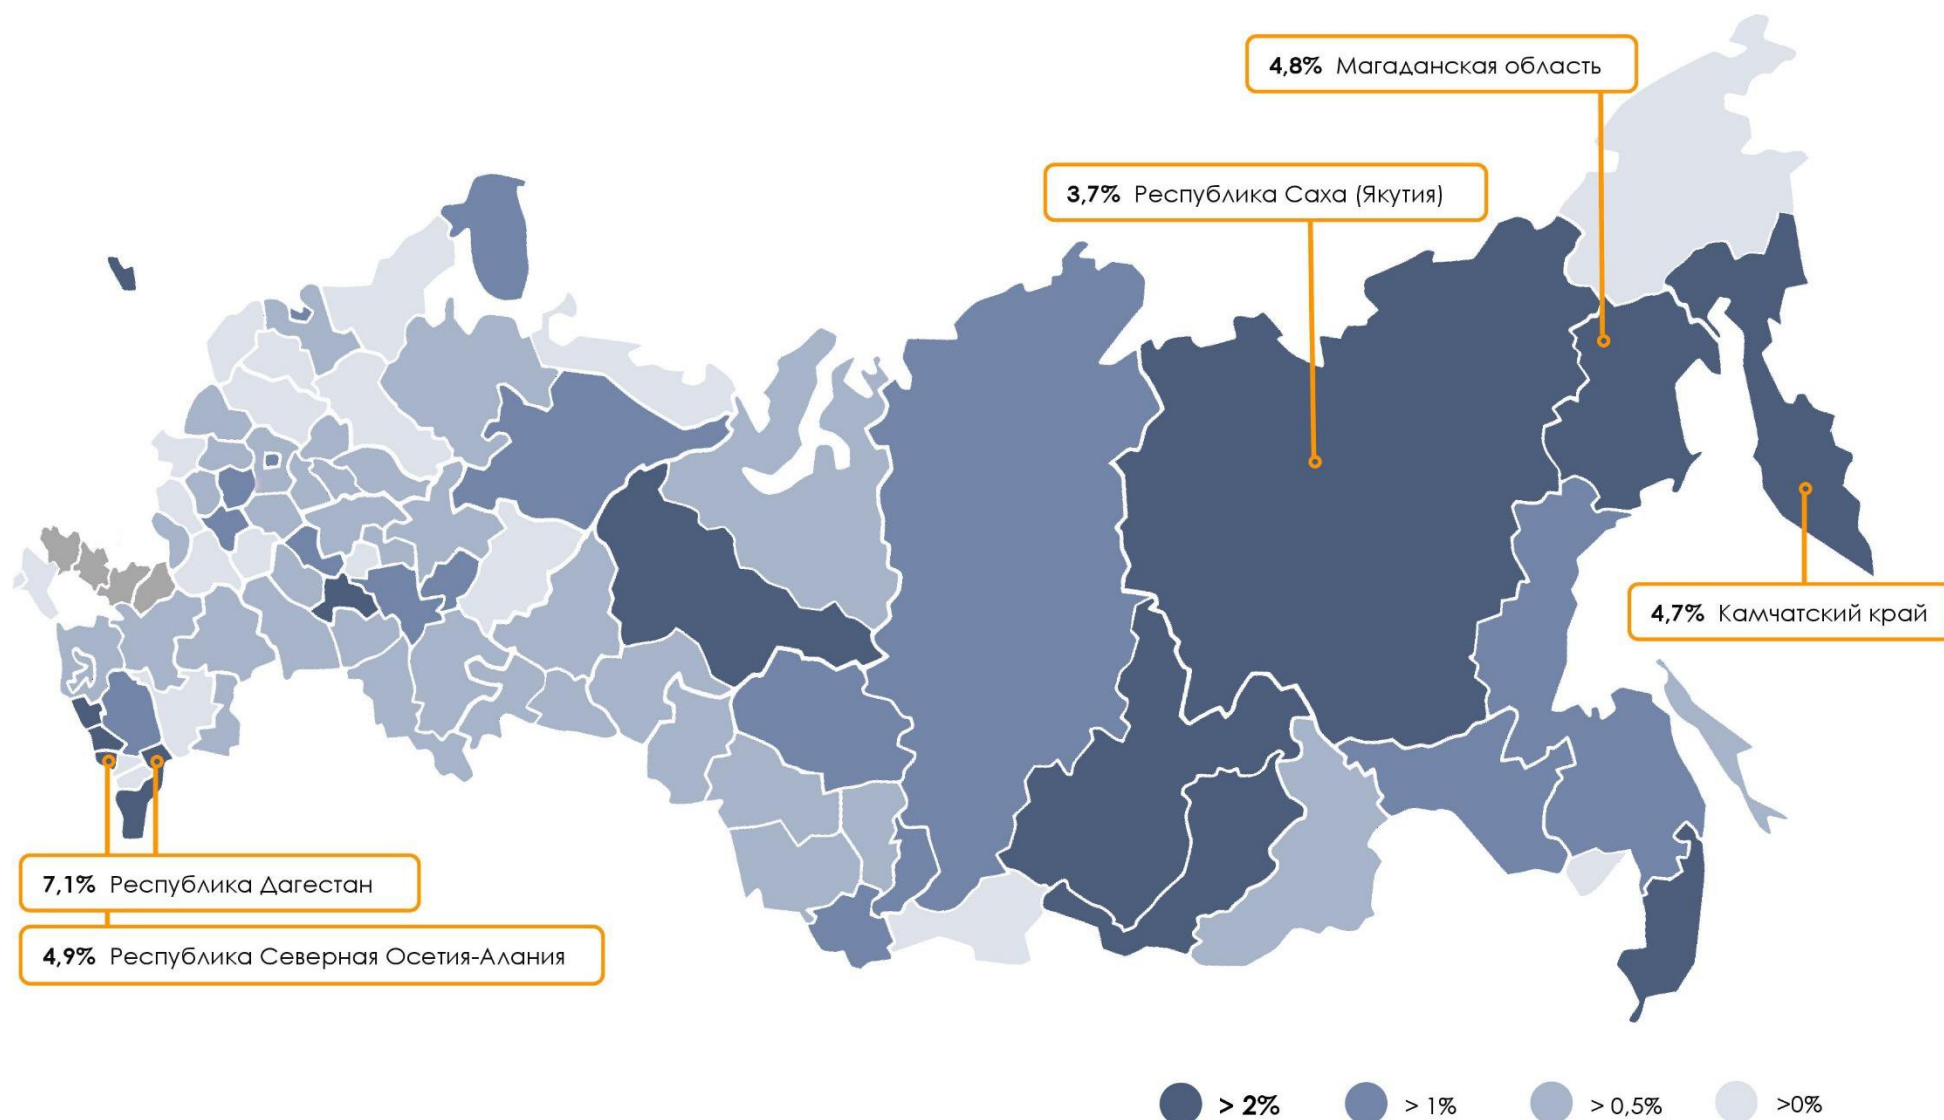 4,8% Магаданская область
3,7% Республика Саха (Якутия)
4,7% Камчатский край
7,1% Республика Дагестан
4,9% Республика Северная Осетия-Алания
> 2% > 1% > 0,5% >0%